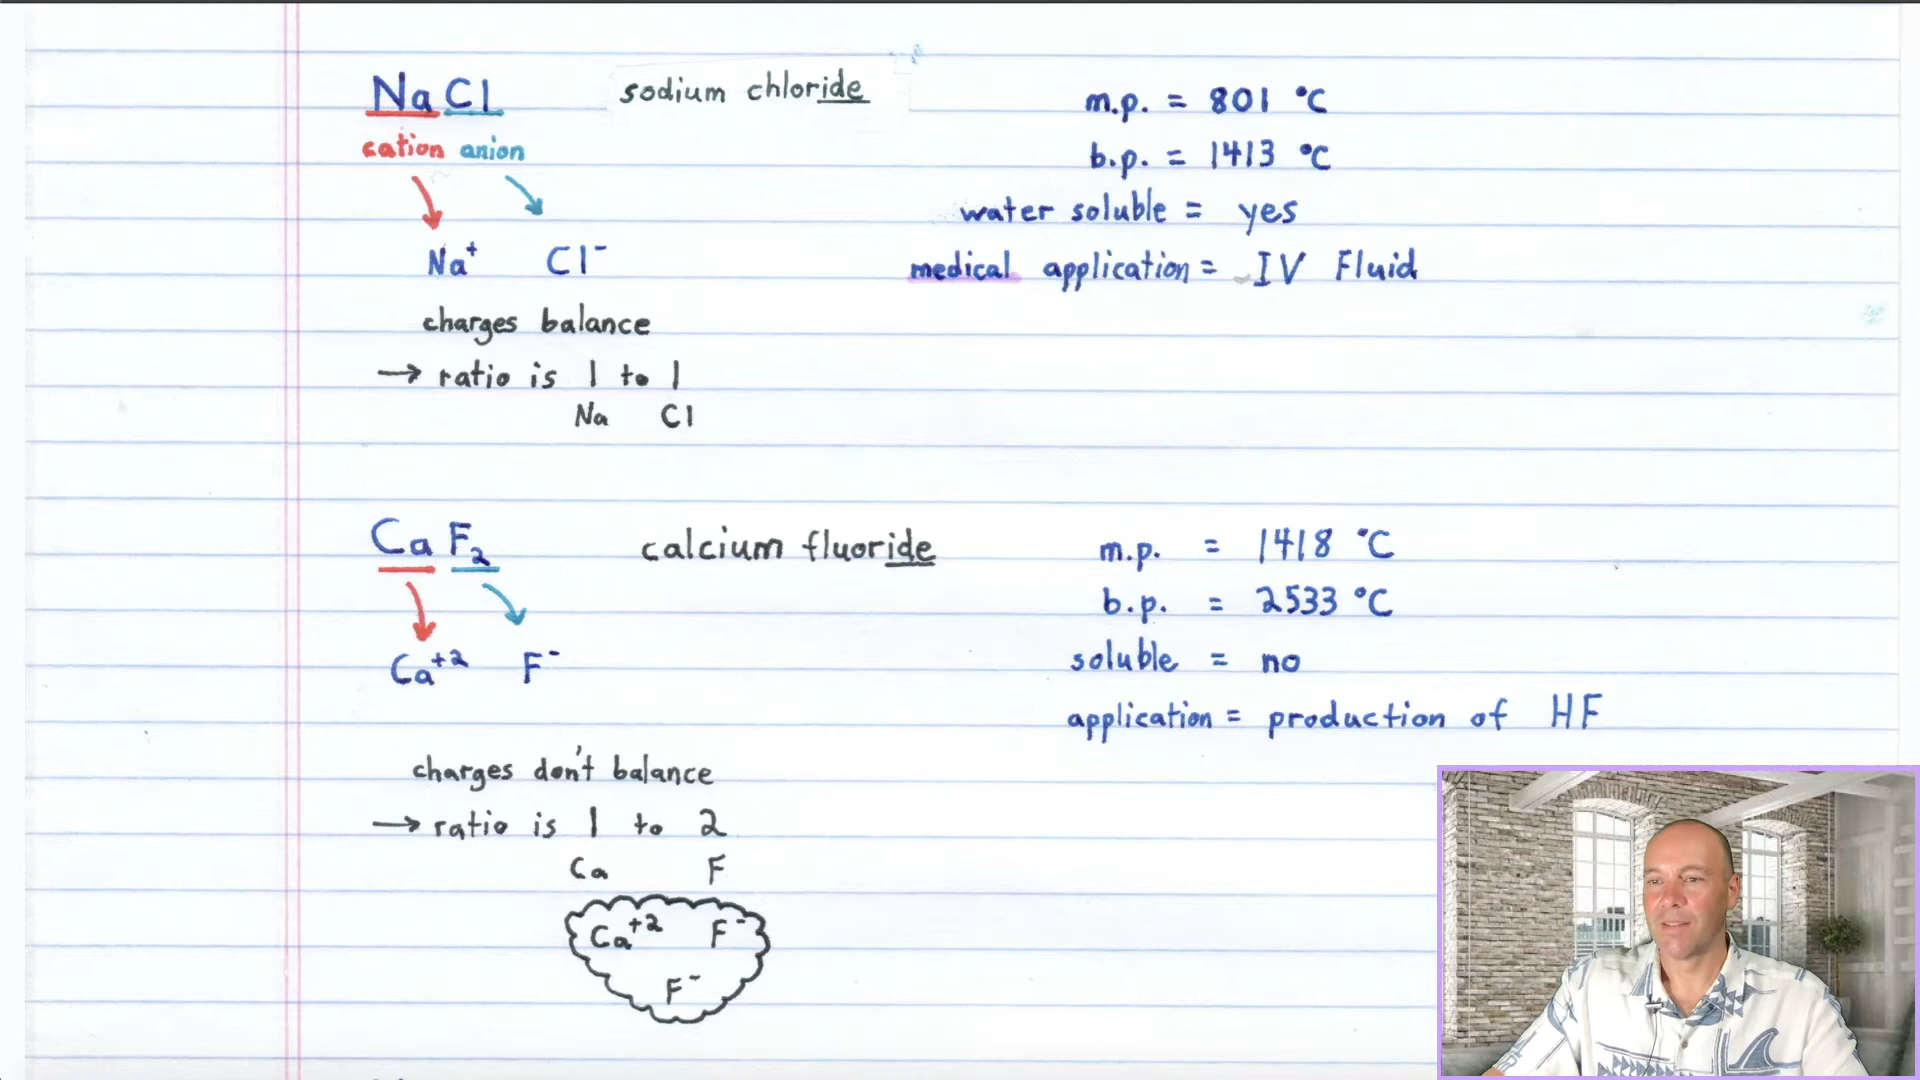 NaCl sodium chloride m.p. = 801 °C
cation anion b.p. = 1413 °C
water soluble = yes
Na⁺ Cl⁻ medical application = IV Fluid
charges balance
→ ratio is 1 to 1
Na Cl
CaF₂ calcium fluoride m.p. = 1418 °C
b.p. = 2533 °C
Ca⁺² F⁻ soluble = no
application = production of HF
charges don't balance
→ ratio is 1 to 2
Ca F
Ca⁺² F⁻
F⁻